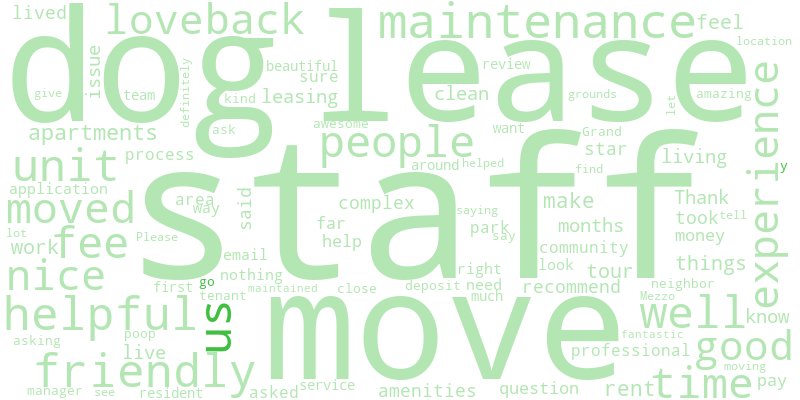 lived
loveback
dog
lease
maintenance
feel
location
issue
definitely
beautiful
sure
review
give
team
kind
leasing
clean
grounds
let
amazing
apartments
ask
awesome
people
want
Grand
star
experience
unit
process
around
helped
find
living
y
application
area
way
said
staff
complex
saying
make
Thank
moved
far
park
months
took
tell
lot
work
Please
fee
help
say
community
money
email
right
look
tour
things
nice
first
go
nothing
tenant
maintained
close
deposit
need
much
recommend
neighbor
Mezzo
helpful
us
move
well
know
asking
poop
live
fantastic
professional
good
friendly
moving
manager
see
resident
asked
service
amenities
question
rent
time
pay